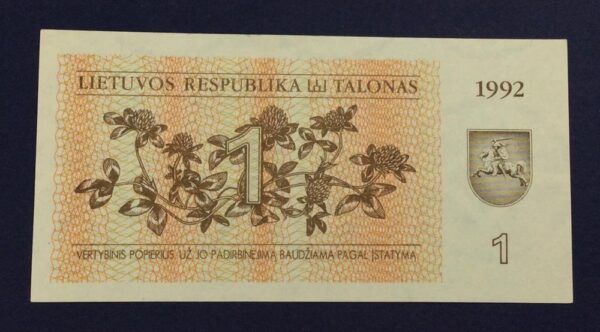 LIETUVOS RESPUBLIKA TALONAS
1992
1
VERTYBINIS POPIERIUS. UŽ JO PADIRBINĖJIMĄ BAUDŽIAMA PAGAL ĮSTATYMĄ
1